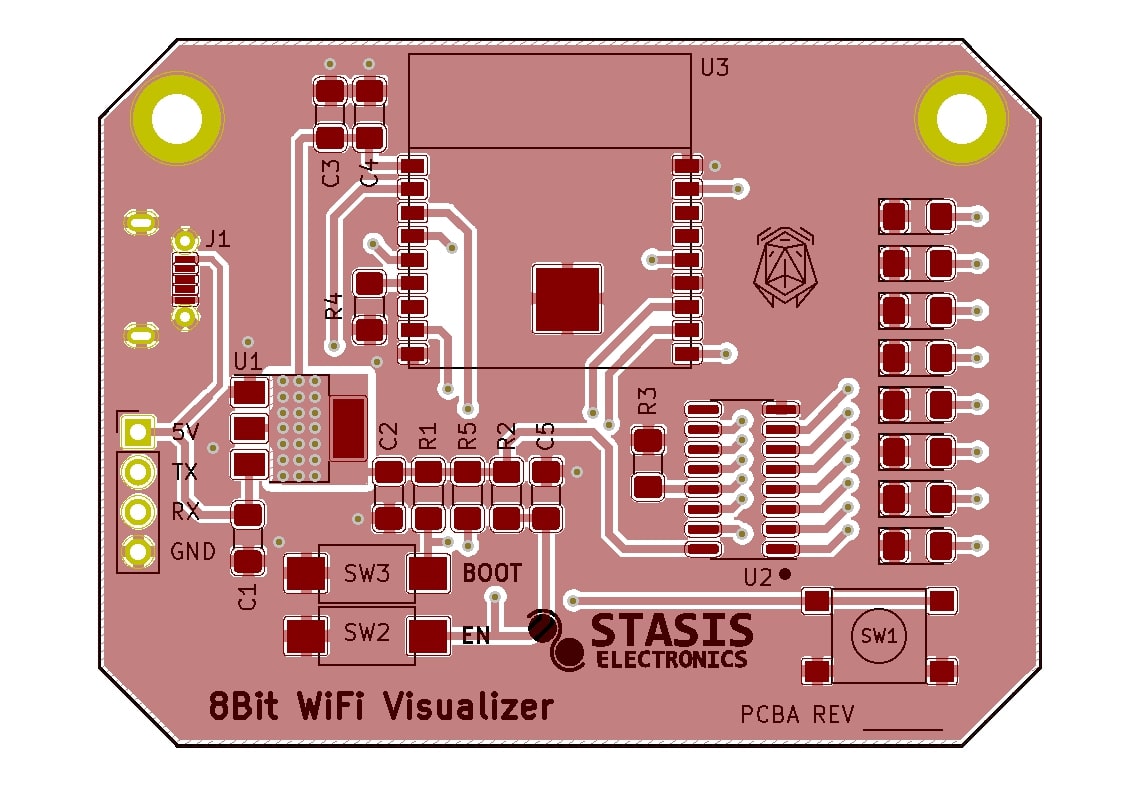 U3
C3
C4
J1
R4
U1
5V
TX
RX
GND
C2
R1
R5
R2
C5
R3
C1
SW3
BOOT
U2
SW2
EN
STASIS
ELECTRONICS
SW1
8Bit WiFi Visualizer
PCBA REV ______